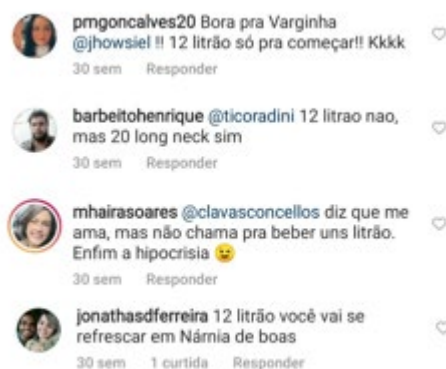 pmgoncalves20 Bora pra Varginha
@jhowsiel !! 12 litrão só pra começar!! Kkkk
30 sem Responder
barbeitohenrique @ticoradini 12 litrao nao,
mas 20 long neck sim
30 sem Responder
mhairasoares @clavasconcellos diz que me
ama, mas não chama pra beber uns litrão.
Enfim a hipocrisia 😉
30 sem Responder
jonathasdferreira 12 litrão você vai se
refrescar em Nárnia de boas
30 sem 1 curtida Responder